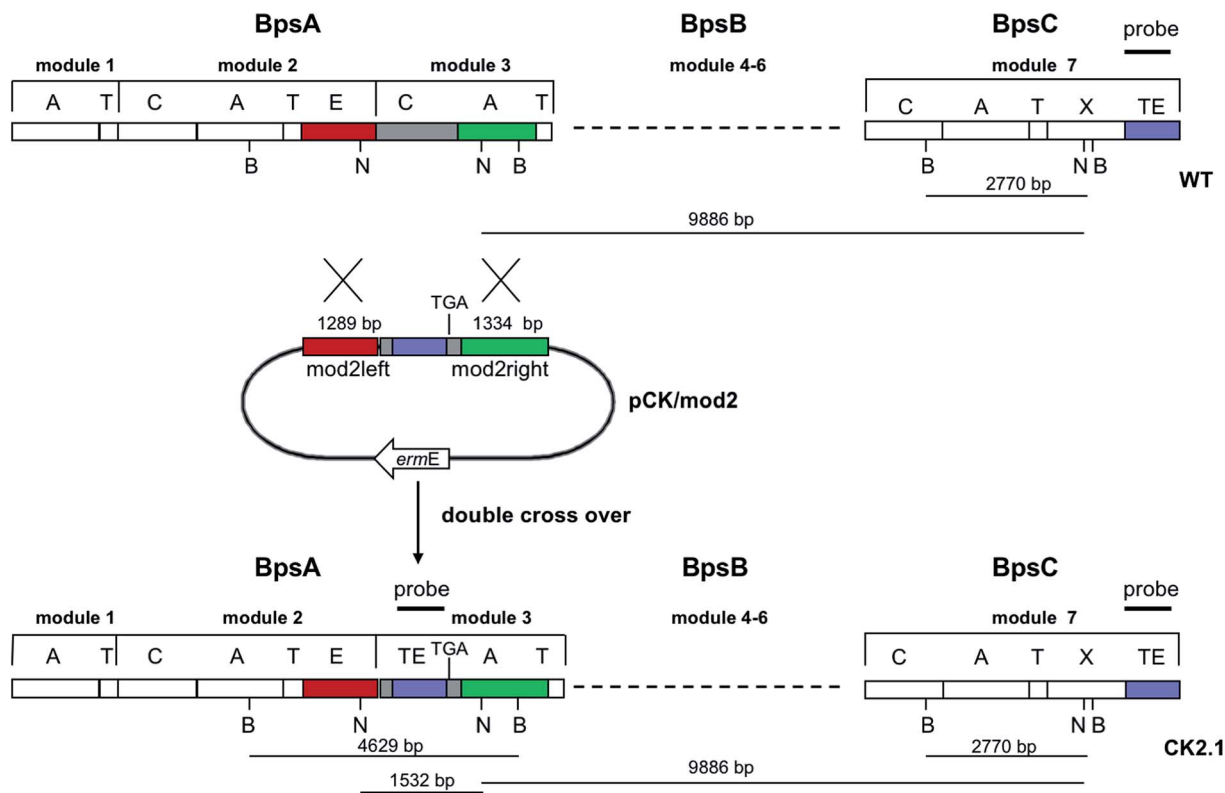 BpsA BpsB BpsC
probe
module 1 module 2 module 3 module 4-6 module 7
A T C A T E C A T C A T X TE
B N N B B N B
WT
2770 bp
9886 bp
TGA
1289 bp 1334 bp
mod2left mod2right
pCK/mod2
ermE
double cross over
BpsA BpsB BpsC
probe probe
module 1 module 2 module 3 module 4-6 module 7
A T C A T E TE TGA A T C A T X TE
B N N B B N B
CK2.1
4629 bp 2770 bp
9886 bp
1532 bp